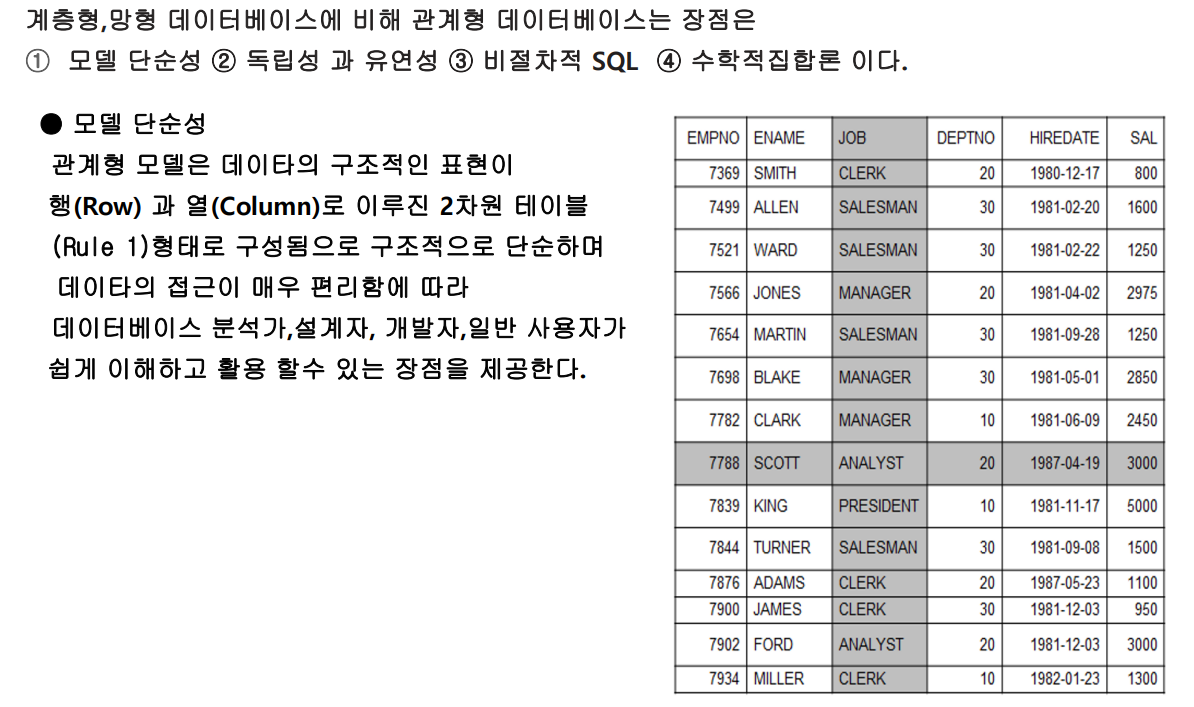 계층형,망형 데이터베이스에 비해 관계형 데이터베이스는 장점은
① 모델 단순성 ② 독립성 과 유연성 ③ 비절차적 SQL ④ 수학적집합론 이다.
● 모델 단순성
관계형 모델은 데이타의 구조적인 표현이
행(Row) 과 열(Column)로 이루진 2차원 테이블
(Rule 1)형태로 구성됨으로 구조적으로 단순하며
데이타의 접근이 매우 편리함에 따라
데이터베이스 분석가,설계자, 개발자,일반 사용자가
쉽게 이해하고 활용 할수 있는 장점을 제공한다.
EMPNO ENAME JOB DEPTNO HIREDATE SAL
7369 SMITH CLERK 20 1980-12-17 800
7499 ALLEN SALESMAN 30 1981-02-20 1600
7521 WARD SALESMAN 30 1981-02-22 1250
7566 JONES MANAGER 20 1981-04-02 2975
7654 MARTIN SALESMAN 30 1981-09-28 1250
7698 BLAKE MANAGER 30 1981-05-01 2850
7782 CLARK MANAGER 10 1981-06-09 2450
7788 SCOTT ANALYST 20 1987-04-19 3000
7839 KING PRESIDENT 10 1981-11-17 5000
7844 TURNER SALESMAN 30 1981-09-08 1500
7876 ADAMS CLERK 20 1987-05-23 1100
7900 JAMES CLERK 30 1981-12-03 950
7902 FORD ANALYST 20 1981-12-03 3000
7934 MILLER CLERK 10 1982-01-23 1300